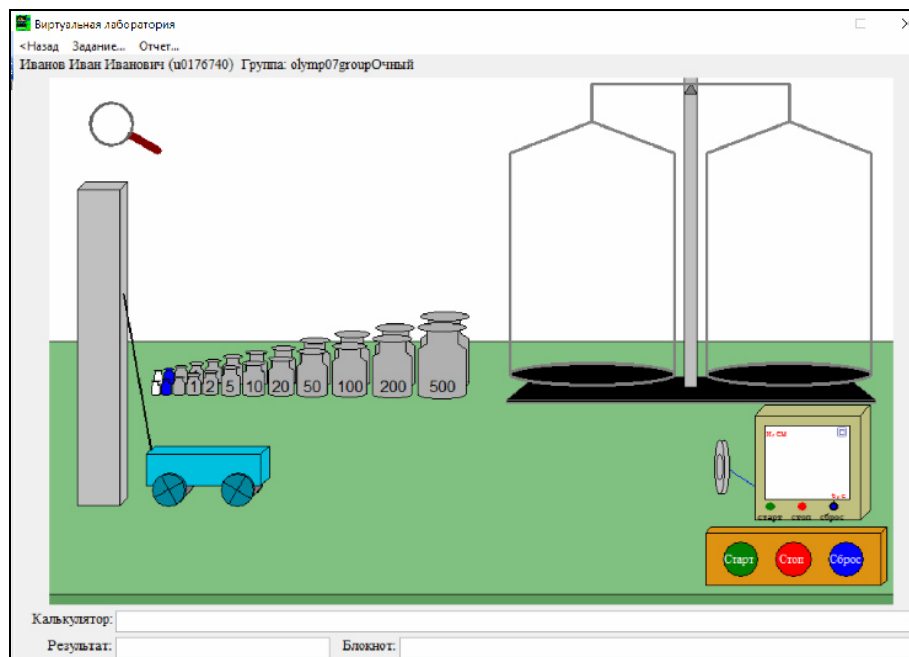 Виртуальная лаборатория
<Назад Задание... Отчет...
Иванов Иван Иванович (u0176740) Группа: olymp07groupОчный
1 2 5 10 20 50 100 200 500
x,см
t,с
старт стоп сброс
Старт Стоп Сброс
Калькулятор:
Результат: Блокнот: